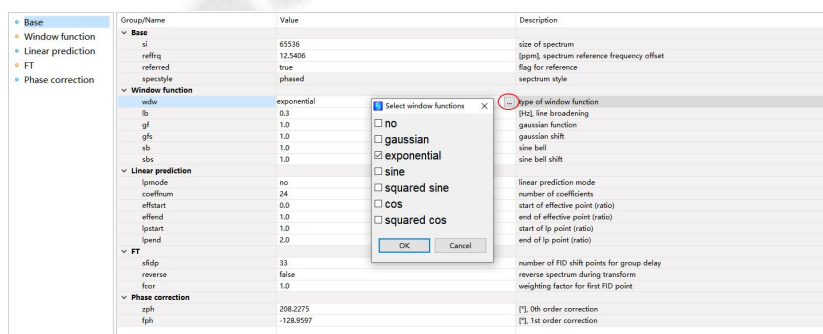 Base
Window function
Linear prediction
FT
Phase correction
Group/Name Value Description
Base
si 65536 size of spectrum
reffrq 12.5406 [ppm], spectrum reference frequency offset
referred true flag for reference
specstyle phased sepctrum style
Window function
wdw exponential ... type of window function
lb 0.3 [Hz], line broadening
gf 1.0 gaussian function
gfs 1.0 gaussian shift
sb 1.0 sine bell
sbs 1.0 sine bell shift
Linear prediction
lpmode no linear prediction mode
coeffnum 24 number of coefficients
effstart 0.0 start of effective point (ratio)
effend 1.0 end of effective point (ratio)
lpstart 1.0 start of lp point (ratio)
lpend 2.0 end of lp point (ratio)
FT
sfidp 33 number of FID shift points for group delay
reverse false reverse spectrum during transform
fcor 1.0 weighting factor for first FID point
Phase correction
zph 208.2275 [°], 0th order correction
fph -128.9597 [°], 1st order correction
Select window functions
no
gaussian
exponential
sine
squared sine
cos
squared cos
OK Cancel